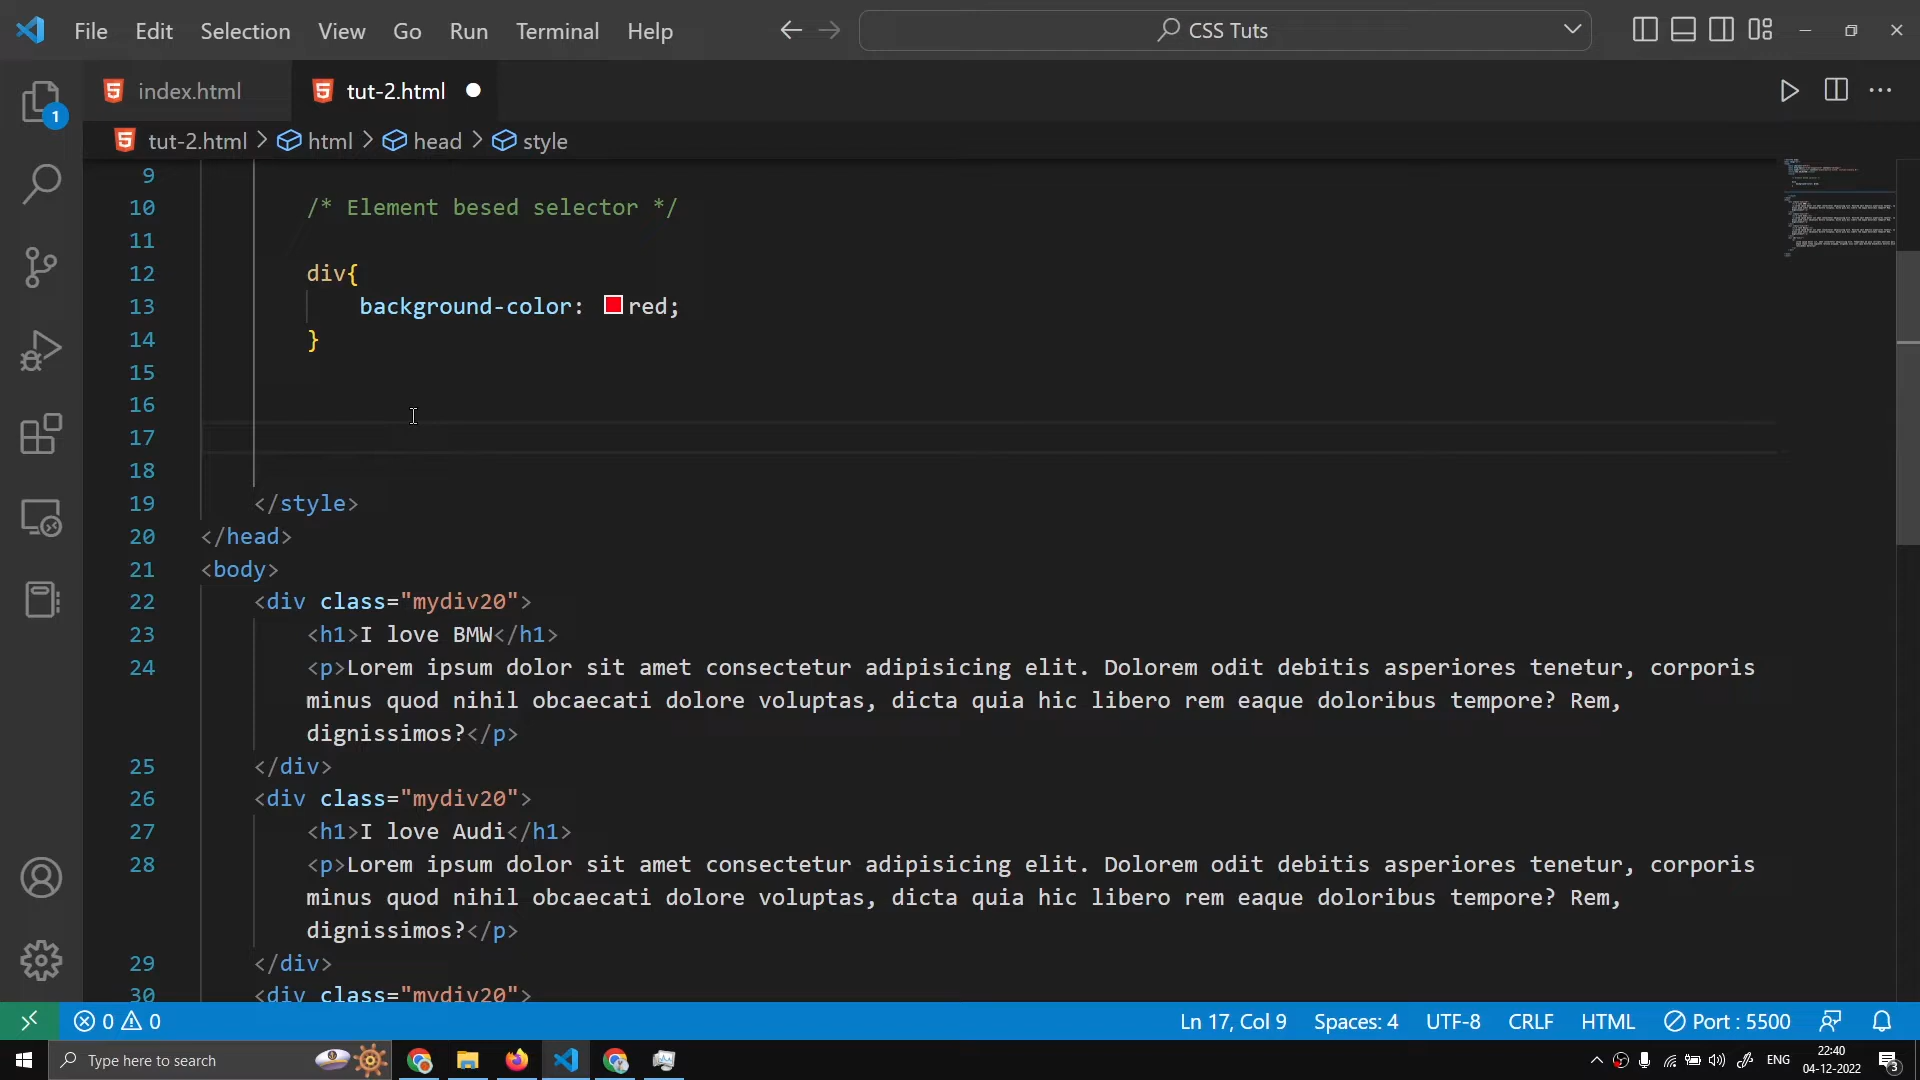 File Edit Selection View Go Run Terminal Help
CSS Tuts
index.html
tut-2.html
1
tut-2.html > html > head > style
9
10 /* Element besed selector */
11
12 div{
13 background-color: red;
14 }
15
16
17
18
19 </style>
20 </head>
21 <body>
22 <div class="mydiv20">
23 <h1>I love BMW</h1>
24 <p>Lorem ipsum dolor sit amet consectetur adipisicing elit. Dolorem odit debitis asperiores tenetur, corporis
minus quod nihil obcaecati dolore voluptas, dicta quia hic libero rem eaque doloribus tempore? Rem,
dignissimos?</p>
25 </div>
26 <div class="mydiv20">
27 <h1>I love Audi</h1>
28 <p>Lorem ipsum dolor sit amet consectetur adipisicing elit. Dolorem odit debitis asperiores tenetur, corporis
minus quod nihil obcaecati dolore voluptas, dicta quia hic libero rem eaque doloribus tempore? Rem,
dignissimos?</p>
29 </div>
30 <div class="mydiv20">
0 0
Ln 17, Col 9 Spaces: 4 UTF-8 CRLF HTML Port : 5500
Type here to search
ENG
22:40
04-12-2022
3